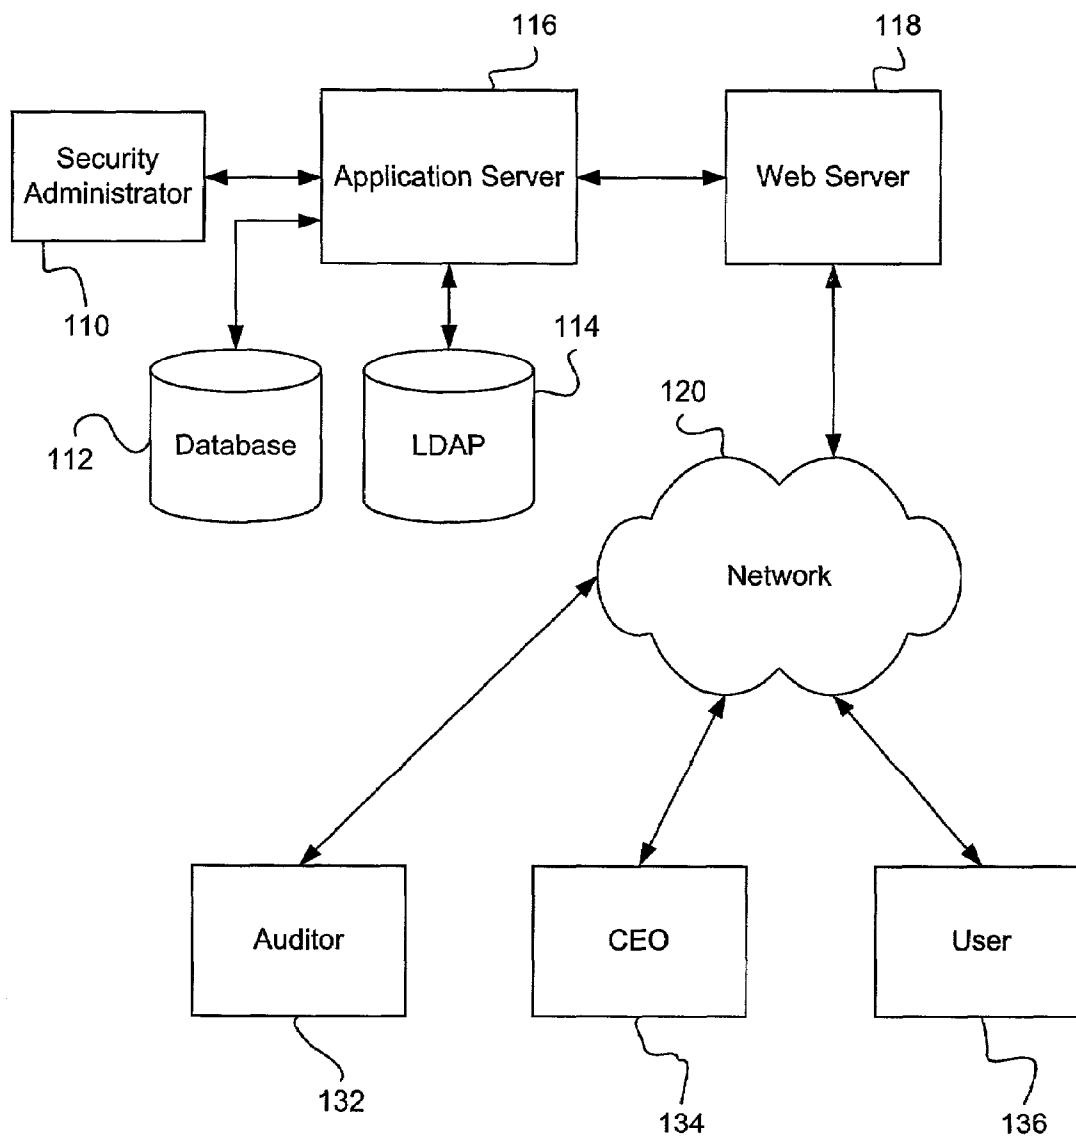 116
118
Security
Administrator
Application Server
Web Server
110
114
120
112
Database
LDAP
Network
Auditor
CEO
User
132
134
136